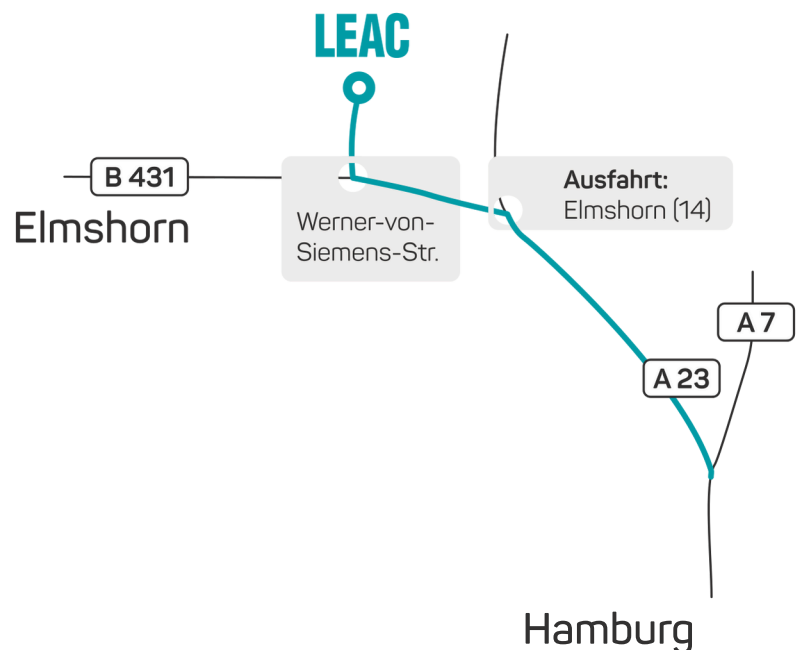 LEAC
B 431
Elmshorn
Werner-von-
Siemens-Str.
Ausfahrt:
Elmshorn (14)
A 7
A 23
Hamburg